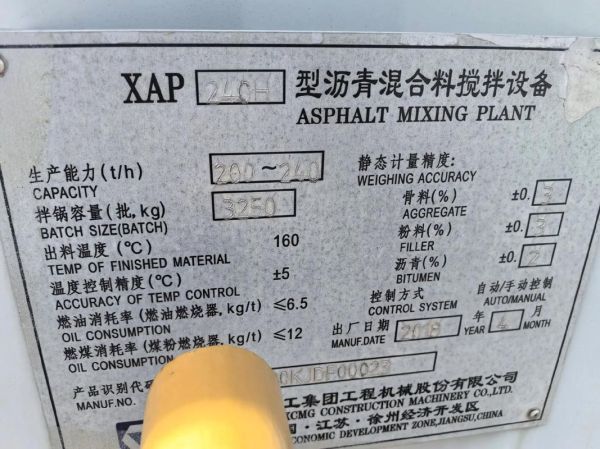 XAP 240H 型沥青混合料搅拌设备
ASPHALT MIXING PLANT
生产能力(t/h) 200~240
CAPACITY
拌锅容量(批,kg) 3250
BATCH SIZE(BATCH)
出料温度(℃) 160
TEMP OF FINISHED MATERIAL
温度控制精度(℃) ±5
ACCURACY OF TEMP CONTROL
燃油消耗率(燃油燃烧器,kg/t) ≤6.5
OIL CONSUMPTION
燃煤消耗率(煤粉燃烧器,kg/t) ≤12
OIL CONSUMPTION
静态计量精度:
WEIGHING ACCURACY
骨料(%) ±0.3
AGGREGATE
粉料(%) ±0.3
FILLER
沥青(%) ±0.2
BITUMEN
控制方式 自动/手动控制
CONTROL SYSTEM AUTO/MANUAL
出厂日期 2018 年 4 月
MANUF.DATE YEAR MONTH
产品识别代码
MANUF.NO. KJDF00023
工集团工程机械股份有限公司
XCMG CONSTRUCTION MACHINERY CO.,LTD.
国·江苏·徐州经济开发区
ECONOMIC DEVELOPMENT ZONE,JIANGSU,CHINA